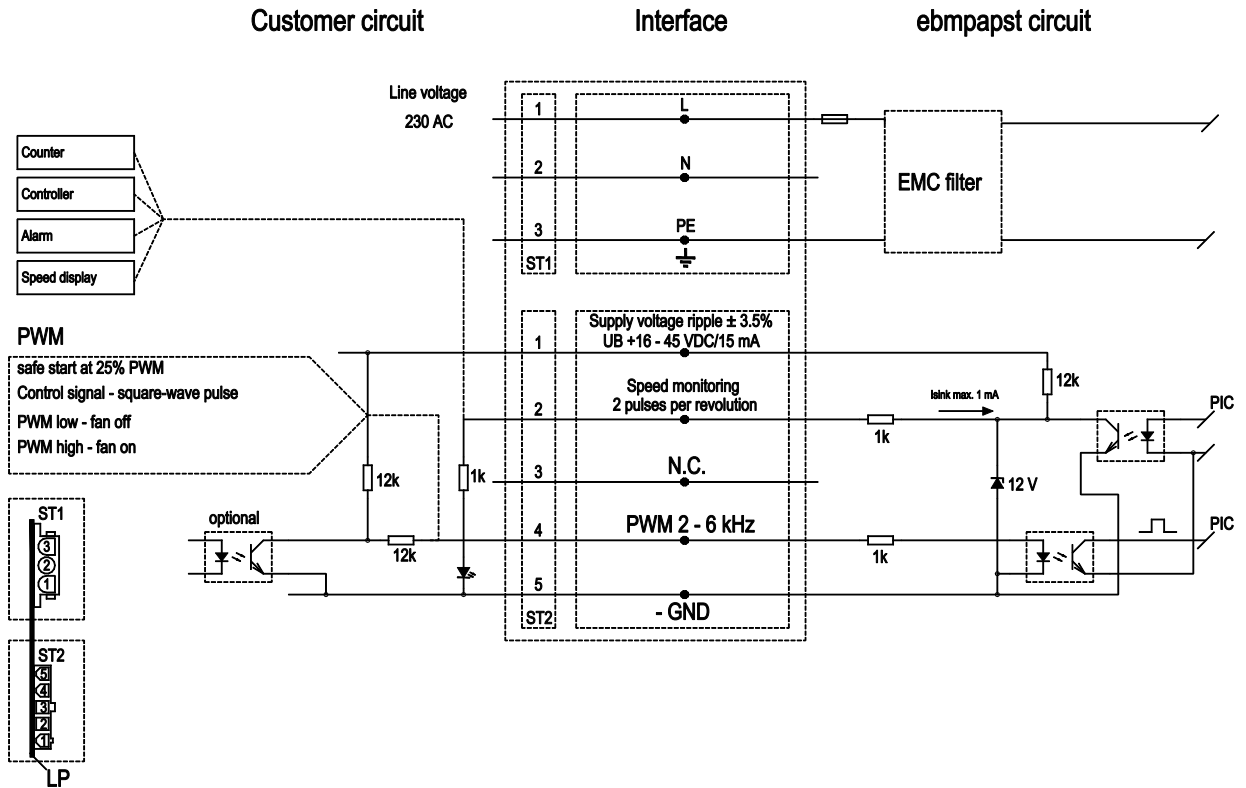 Customer circuit
Interface
ebmpapst circuit
Line voltage
230 AC
1
L
2
N
3
PE
ST1
EMC filter
Counter
Controller
Alarm
Speed display
PWM
safe start at 25% PWM
Control signal - square-wave pulse
PWM low - fan off
PWM high - fan on
Supply voltage ripple ± 3.5%
1
UB +16 - 45 VDC/15 mA
Speed monitoring
2
2 pulses per revolution
3
N.C.
4
PWM 2 - 6 kHz
5
- GND
ST2
12k
1k
12k
optional
1k
Isink max. 1 mA
12k
PIC
12 V
1k
PIC
ST1
3
2
1
ST2
5
4
3
2
1
LP